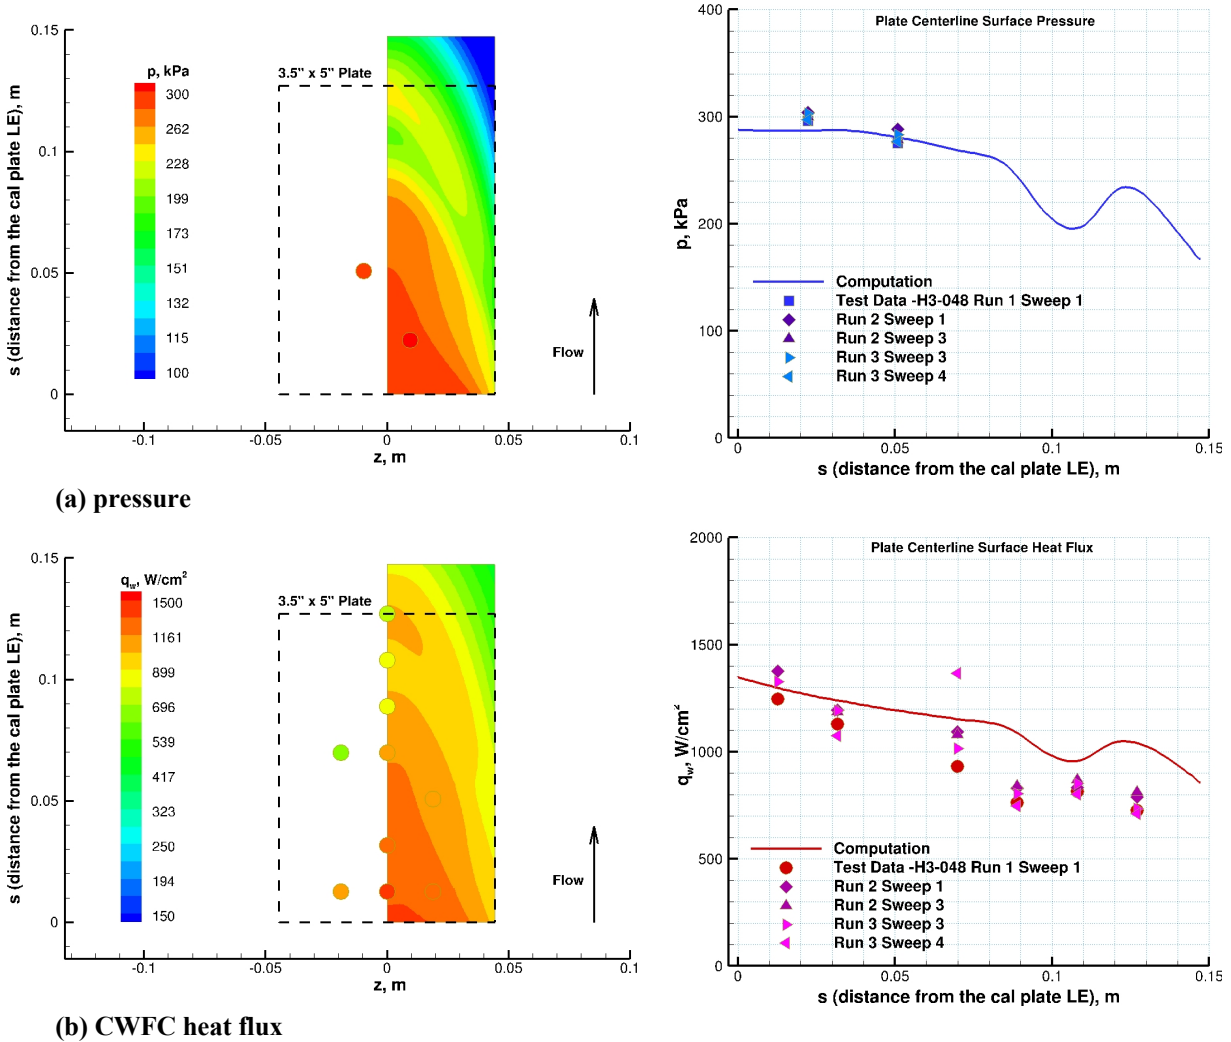 0.15
0.1
0.05
0
s (distance from the cal plate LE), m
p, kPa
300
262
228
199
173
151
132
115
100
3.5" x 5" Plate
Flow
-0.1
-0.05
0
0.05
0.1
z, m
Plate Centerline Surface Pressure
400
300
200
100
0
p, kPa
Computation
Test Data -H3-048 Run 1 Sweep 1
Run 2 Sweep 1
Run 2 Sweep 3
Run 3 Sweep 3
Run 3 Sweep 4
0
0.05
0.1
0.15
s (distance from the cal plate LE), m
(a) pressure
0.15
0.1
0.05
0
s (distance from the cal plate LE), m
qw, W/cm²
1500
1161
899
696
539
417
323
250
194
150
3.5" x 5" Plate
Flow
-0.1
-0.05
0
0.05
0.1
z, m
Plate Centerline Surface Heat Flux
2000
1500
1000
500
0
qw, W/cm²
Computation
Test Data -H3-048 Run 1 Sweep 1
Run 2 Sweep 1
Run 2 Sweep 3
Run 3 Sweep 3
Run 3 Sweep 4
0
0.05
0.1
0.15
s (distance from the cal plate LE), m
(b) CWFC heat flux